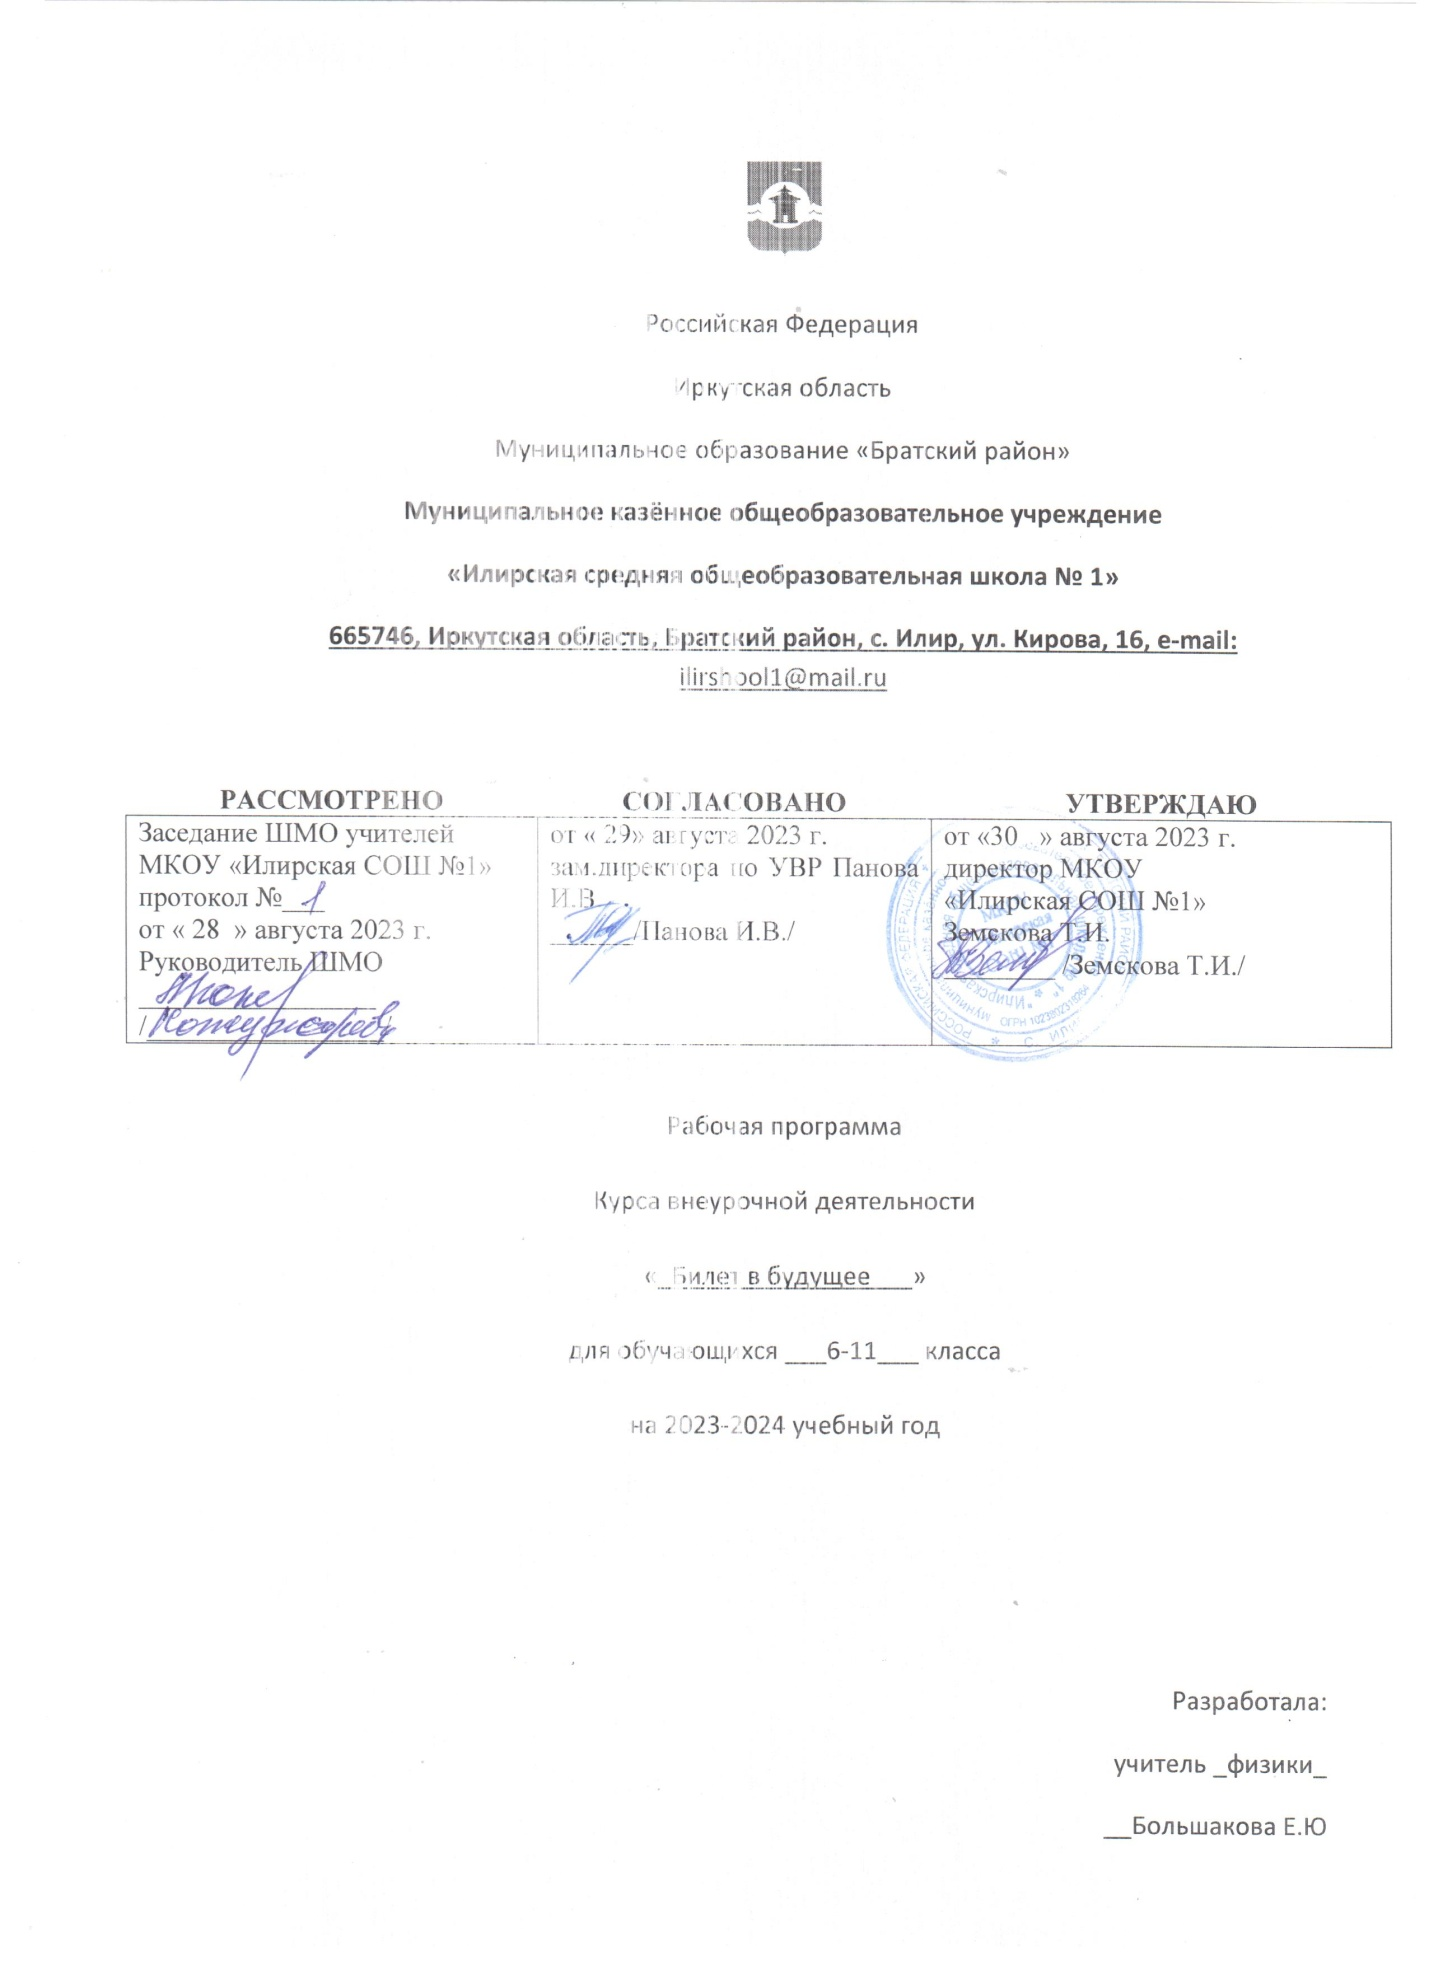 Российская Федерация
Иркутская область
Муниципальное образование «Братский район»
Муниципальное казённое общеобразовательное учреждение
«Илирская средняя общеобразовательная школа № 1»
665746, Иркутская область, Братский район, с. Илир, ул. Кирова, 16, e-mail:
ilirshool1@mail.ru
РАССМОТРЕНО
Заседание ШМО учителей
МКОУ «Илирская СОШ №1»
протокол № 1
от « 28 » августа 2023 г.
Руководитель ШМО
СОГЛАСОВАНО
от « 29» августа 2023 г.
зам.директора по УВР Панова
И.В.
______/Панова И.В./
УТВЕРЖДАЮ
от «30 » августа 2023 г.
директор МКОУ
«Илирская СОШ №1»
Земскова Т.И.
________ /Земскова Т.И./
Рабочая программа
Курса внеурочной деятельности
«_Билет в будущее___»
для обучающихся ___6-11___ класса
на 2023-2024 учебный год
Разработала:
учитель _физики_
__Большакова Е.Ю